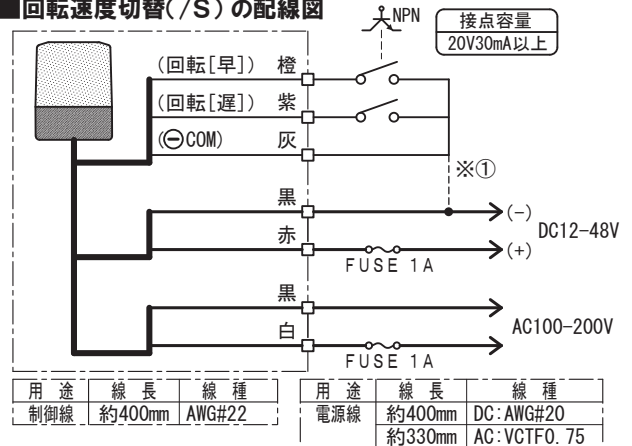 ■回転速度切替(/S)の配線図
NPN
接点容量
20V30mA以上
(回転[早]) 橙
(回転[遅]) 紫
(⊖COM) 灰
※①
黒
(-)
赤
(+)
DC12-48V
FUSE 1A
黒
白
AC100-200V
FUSE 1A
用途 線長 線種
制御線 約400mm AWG#22
用途 線長 線種
電源線 約400mm DC:AWG#20
約330mm AC:VCTF0.75